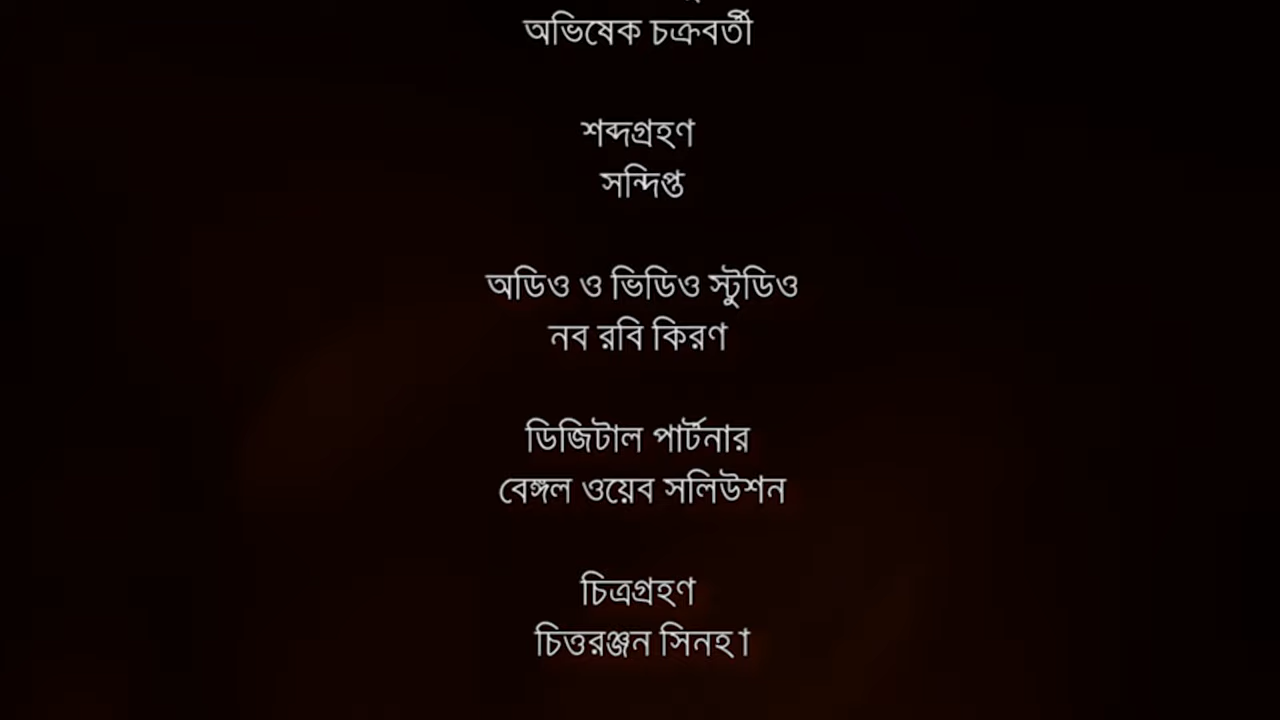 অভিষেক চক্রবর্তী
শব্দগ্রহণ
সন্দিপ্ত
অডিও ও ভিডিও স্টুডিও
নব রবি কিরণ
ডিজিটাল পার্টনার
বেঙ্গল ওয়েব সলিউশন
চিত্রগ্রহণ
চিত্তরঞ্জন সিনহা